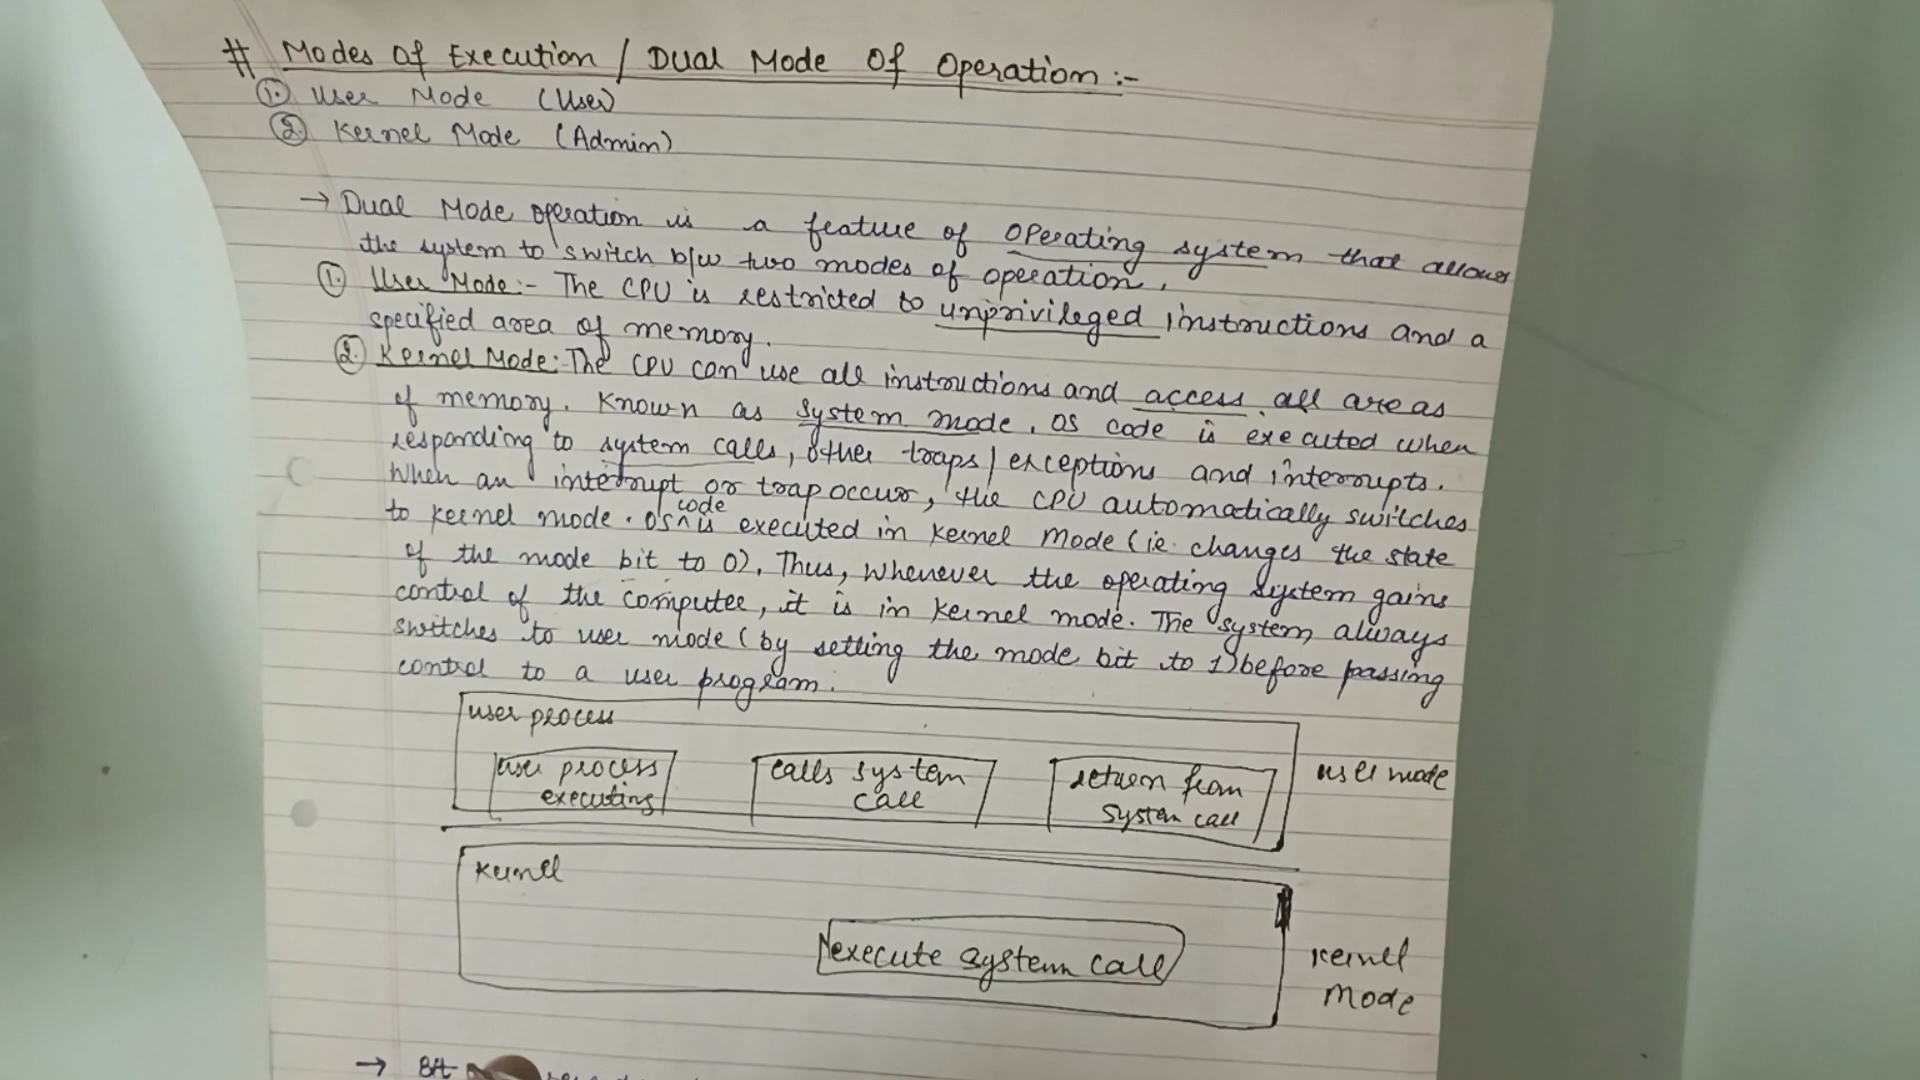 # Modes Of Execution / Dual Mode Of Operation :-
① User Mode (User)
② Kernel Mode (Admin)
→ Dual Mode operation is a feature of operating system that allows
the system to switch b/w two modes of operation.
① User Mode:- The CPU is restricted to unprivileged instructions and a
specified area of memory.
② Kernel Mode:- The CPU can use all instructions and access all areas
of memory. Known as system mode. OS code is executed when
responding to system calls, other traps / exceptions and interrupts.
When an interrupt or trap occur, the CPU automatically switches
to kernel mode. OS ^code is executed in kernel mode (ie. changes the state
of the mode bit to 0). Thus, whenever the operating system gains
control of the computer, it is in kernel mode. The system always
switches to user mode (by setting the mode bit to 1) before passing
control to a user program.
user process
user process
executing
calls system
call
return from
system call
user mode
kernel
execute system call
kernel
mode
→ Bit